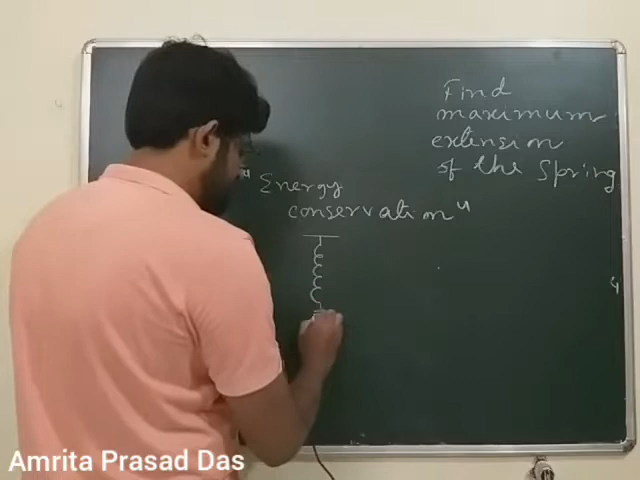 "Energy
conservation"
Find
maximum
extension
of the Spring
Amrita Prasad Das